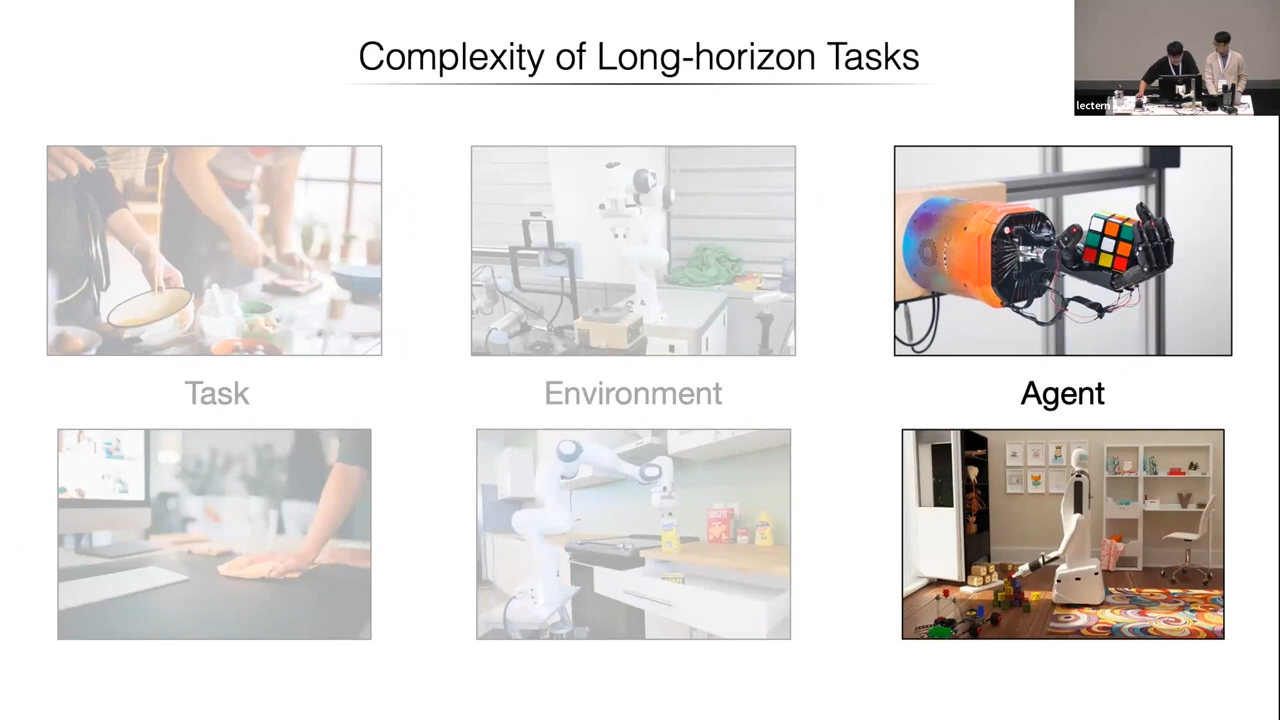 Complexity of Long-horizon Tasks
lectern
Task
Environment
Agent